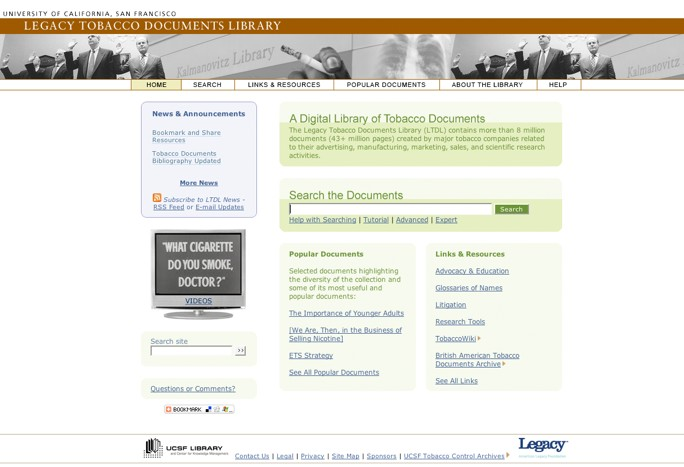 UNIVERSITY OF CALIFORNIA, SAN FRANCISCO
LEGACY TOBACCO DOCUMENTS LIBRARY
Kalmanovitz Library
Kalmanovitz
HOME
SEARCH
LINKS & RESOURCES
POPULAR DOCUMENTS
ABOUT THE LIBRARY
HELP
News & Announcements
Bookmark and Share
Resources
Tobacco Documents
Bibliography Updated
More News
Subscribe to LTDL News -
RSS Feed or E-mail Updates
"WHAT CIGARETTE
DO YOU SMOKE,
DOCTOR?"
VIDEOS
Search site
>>
Questions or Comments?
BOOKMARK
A Digital Library of Tobacco Documents
The Legacy Tobacco Documents Library (LTDL) contains more than 8 million
documents (43+ million pages) created by major tobacco companies related
to their advertising, manufacturing, marketing, sales, and scientific research
activities.
Search the Documents
Search
Help with Searching | Tutorial | Advanced | Expert
Popular Documents
Selected documents highlighting
the diversity of the collection and
some of its most useful and
popular documents:
The Importance of Younger Adults
[We Are, Then, in the Business of
Selling Nicotine]
ETS Strategy
See All Popular Documents
Links & Resources
Advocacy & Education
Glossaries of Names
Litigation
Research Tools
TobaccoWiki
British American Tobacco
Documents Archive
See All Links
UCSF LIBRARY
and Center for Knowledge Management
Contact Us | Legal | Privacy | Site Map | Sponsors | UCSF Tobacco Control Archives
Legacy